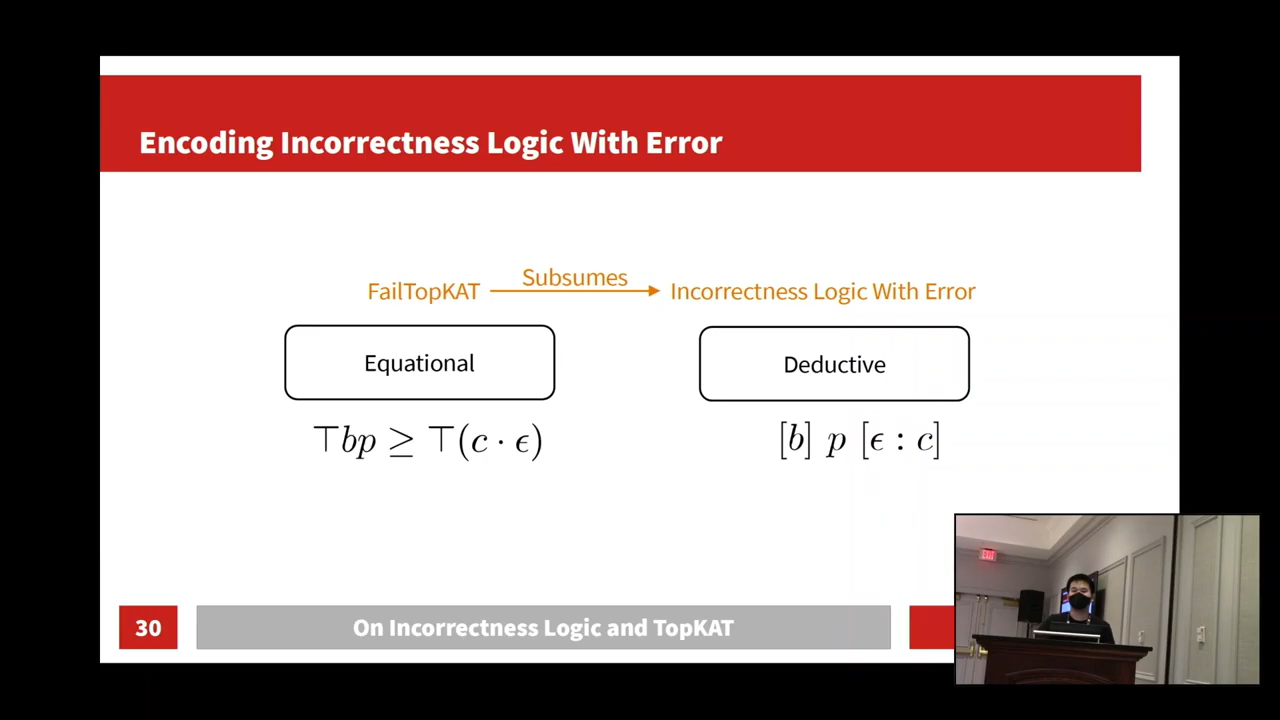 Encoding Incorrectness Logic With Error
Subsumes
FailTopKAT
Incorrectness Logic With Error
Equational
Deductive
⊤bp ≥ ⊤(c · ϵ)
[b] p [ϵ : c]
30
On Incorrectness Logic and TopKAT
EXIT